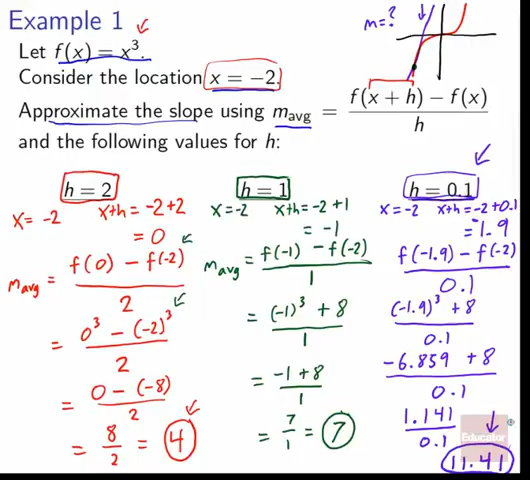 Example 1
m=?
Let f(x) = x³.
Consider the location x = −2.
Approximate the slope using m_avg = (f(x + h) − f(x)) / h
and the following values for h:
h = 2
x = -2 x+h = -2+2
= 0
m_avg = (f(0) - f(-2)) / 2
= (0³ - (-2)³) / 2
= (0 - (-8)) / 2
= 8/2 = 4
h = 1
x = -2 x+h = -2+1
= -1
m_avg = (f(-1) - f(-2)) / 1
= ((-1)³ + 8) / 1
= (-1 + 8) / 1
= 7/1 = 7
h = 0.1
x = -2 x+h = -2+0.1
= -1.9
(f(-1.9) - f(-2)) / 0.1
((-1.9)³ + 8) / 0.1
(-6.859 + 8) / 0.1
1.141 / 0.1
11.41